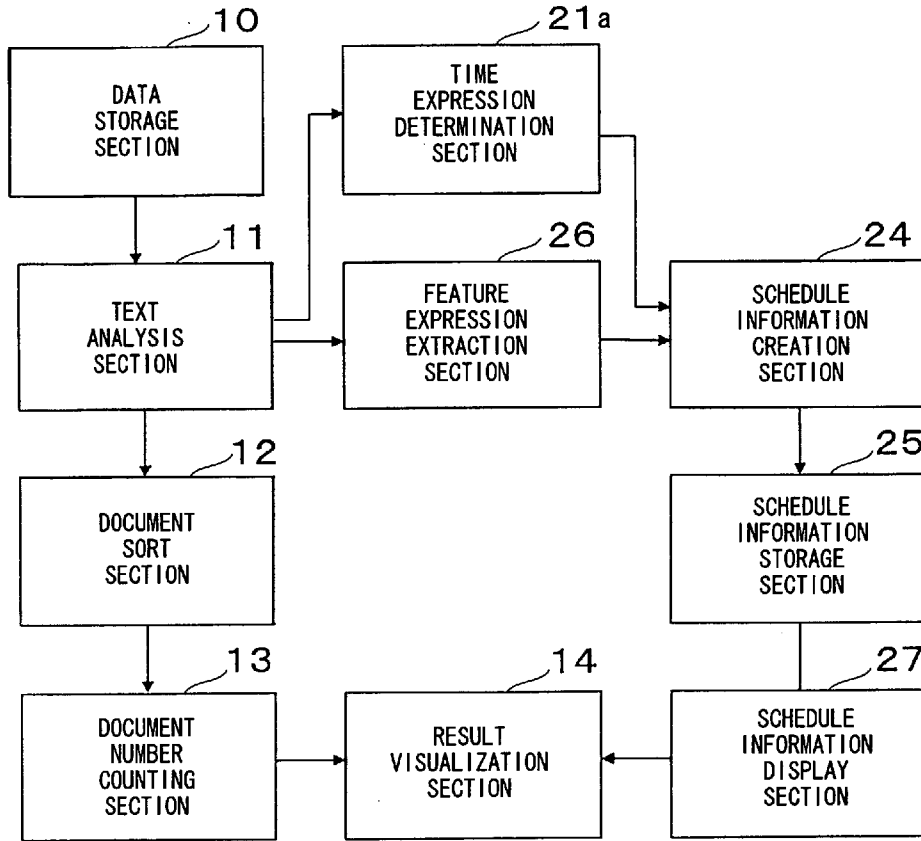 10
DATA
STORAGE
SECTION
21a
TIME
EXPRESSION
DETERMINATION
SECTION
11
TEXT
ANALYSIS
SECTION
26
FEATURE
EXPRESSION
EXTRACTION
SECTION
24
SCHEDULE
INFORMATION
CREATION
SECTION
12
DOCUMENT
SORT
SECTION
25
SCHEDULE
INFORMATION
STORAGE
SECTION
13
DOCUMENT
NUMBER
COUNTING
SECTION
14
RESULT
VISUALIZATION
SECTION
27
SCHEDULE
INFORMATION
DISPLAY
SECTION